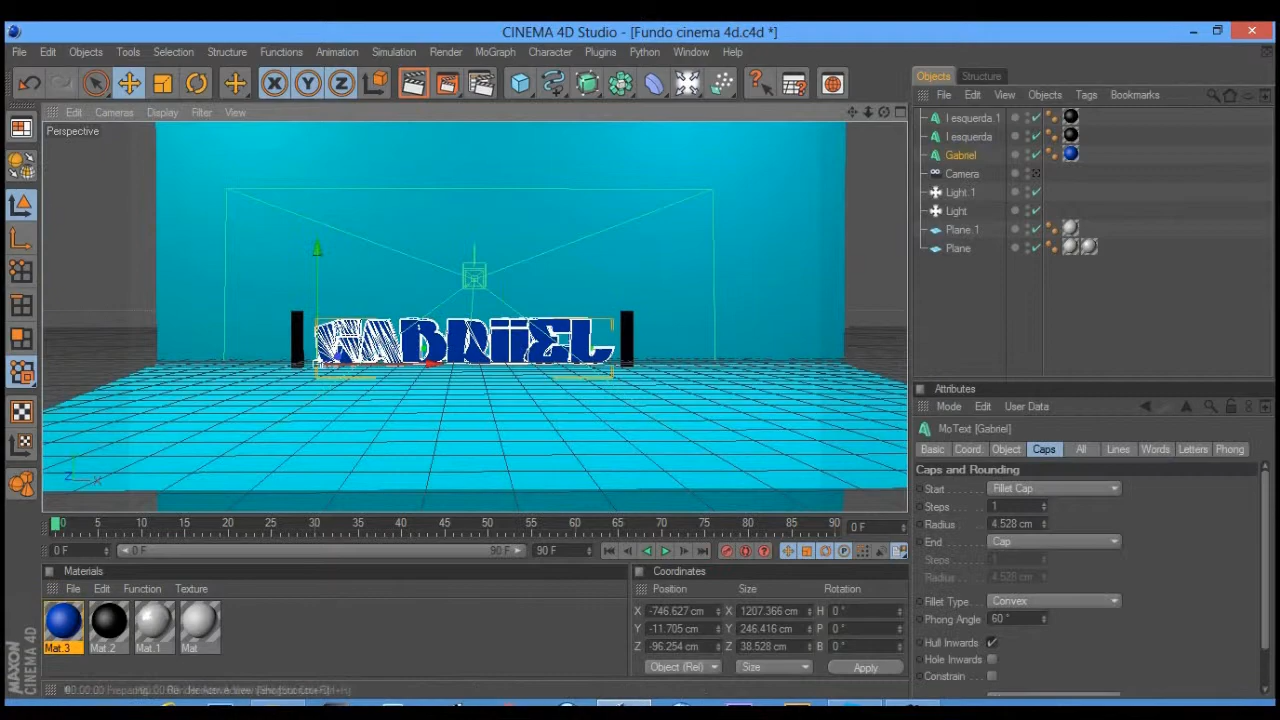 CINEMA 4D Studio - [Fundo cinema 4d.c4d *]
File Edit Objects Tools Selection Structure Functions Animation Simulation Render MoGraph Character Plugins Python Window Help
X Y Z
Edit Cameras Display Filter View
Perspective
GABRIIEL
Z X
0 5 10 15 20 25 30 35 40 45 50 55 60 65 70 75 80 85 90 0 F
0 F 0 F 90 F 90 F
Materials
File Edit Function Texture
Mat.3 Mat.2 Mat.1 Mat
MAXON
CINEMA 4D
Coordinates
Position Size Rotation
X -746.627 cm X 1207.366 cm H 0 °
Y -11.705 cm Y 246.416 cm P 0 °
Z -96.254 cm Z 38.528 cm B 0 °
Object (Rel) Size Apply
Objects Structure
File Edit View Objects Tags Bookmarks
I esquerda.1
I esquerda
Gabriel
Camera
Light.1
Light
Plane.1
Plane
Attributes
Mode Edit User Data
MoText [Gabriel]
Basic Coord. Object Caps All Lines Words Letters Phong
Caps and Rounding
Start Fillet Cap
Steps 1
Radius 4.528 cm
End Cap
Steps 1
Radius 4.528 cm
Fillet Type Convex
Phong Angle 60 °
Hull Inwards
Hole Inwards
Constrain